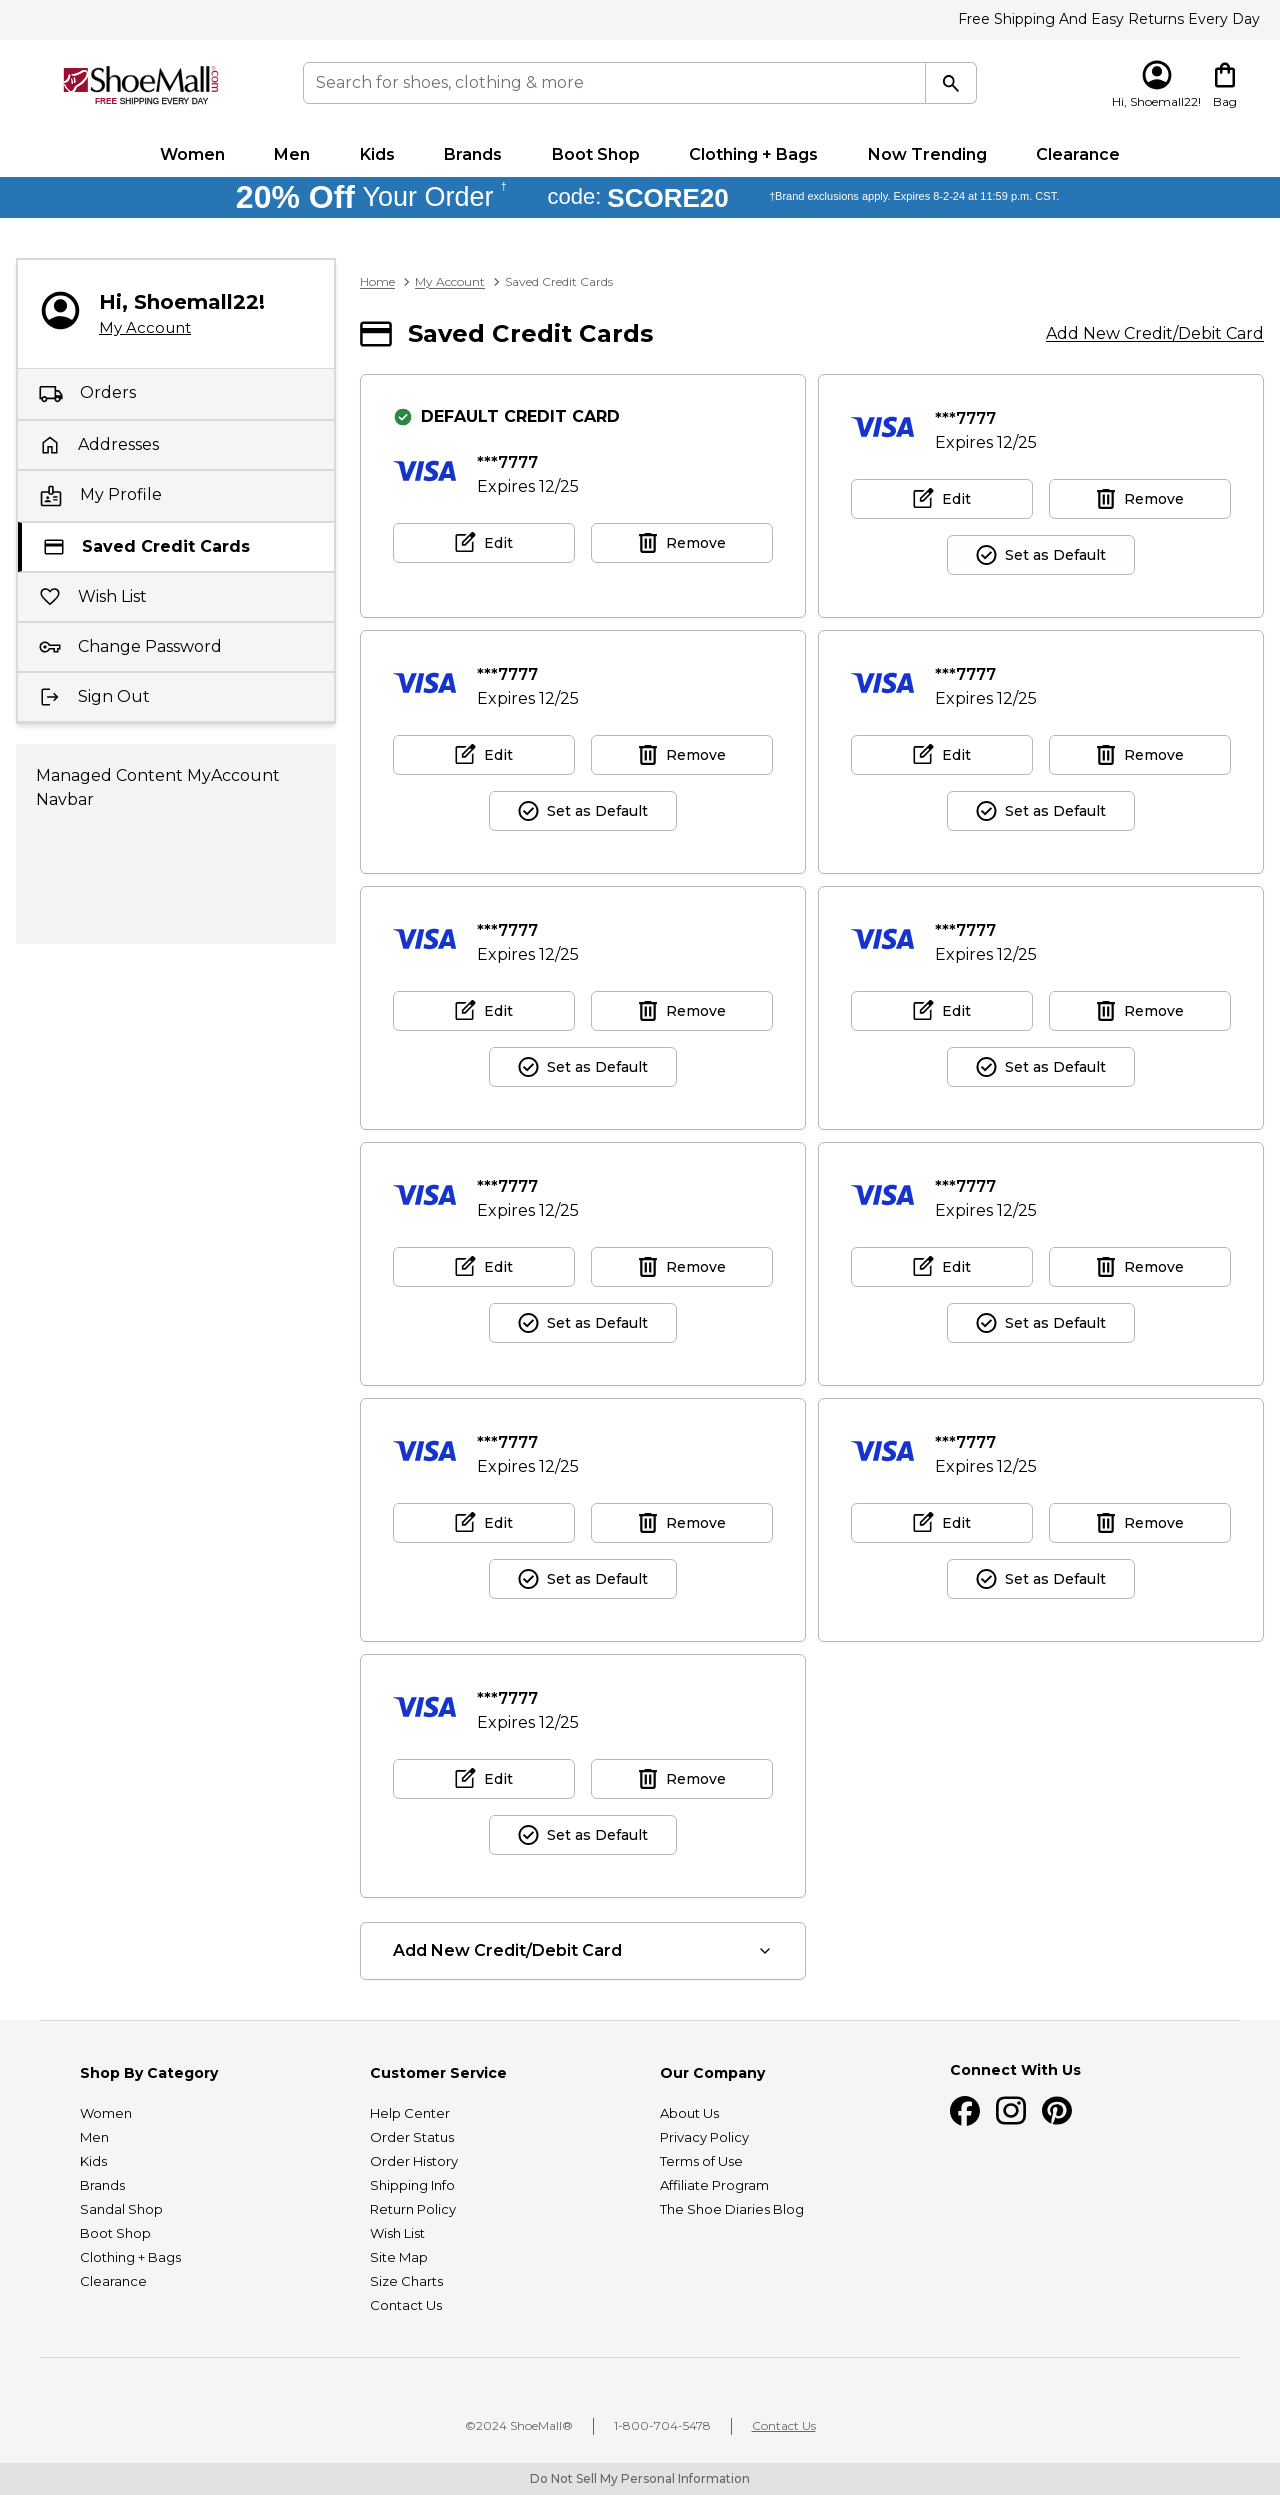 Free Shipping And Easy Returns Every Day
ShoeMall.com
FREE SHIPPING EVERY DAY
Search for shoes, clothing & more
Hi, Shoemall22!
Bag
Women Men Kids Brands Boot Shop Clothing + Bags Now Trending Clearance
20% Off Your Order † code: SCORE20 †Brand exclusions apply. Expires 8-2-24 at 11:59 p.m. CST.
Hi, Shoemall22!
My Account
Orders
Addresses
My Profile
Saved Credit Cards
Wish List
Change Password
Sign Out
Managed Content MyAccount
Navbar
Home > My Account > Saved Credit Cards
Saved Credit Cards
Add New Credit/Debit Card
DEFAULT CREDIT CARD
VISA ***7777
Expires 12/25
Edit Remove
VISA ***7777
Expires 12/25
Edit Remove
Set as Default
VISA ***7777
Expires 12/25
Edit Remove
Set as Default
VISA ***7777
Expires 12/25
Edit Remove
Set as Default
VISA ***7777
Expires 12/25
Edit Remove
Set as Default
VISA ***7777
Expires 12/25
Edit Remove
Set as Default
VISA ***7777
Expires 12/25
Edit Remove
Set as Default
VISA ***7777
Expires 12/25
Edit Remove
Set as Default
VISA ***7777
Expires 12/25
Edit Remove
Set as Default
VISA ***7777
Expires 12/25
Edit Remove
Set as Default
VISA ***7777
Expires 12/25
Edit Remove
Set as Default
Add New Credit/Debit Card
Shop By Category
Women
Men
Kids
Brands
Sandal Shop
Boot Shop
Clothing + Bags
Clearance
Customer Service
Help Center
Order Status
Order History
Shipping Info
Return Policy
Wish List
Site Map
Size Charts
Contact Us
Our Company
About Us
Privacy Policy
Terms of Use
Affiliate Program
The Shoe Diaries Blog
Connect With Us
©2024 ShoeMall® | 1-800-704-5478 | Contact Us
Do Not Sell My Personal Information